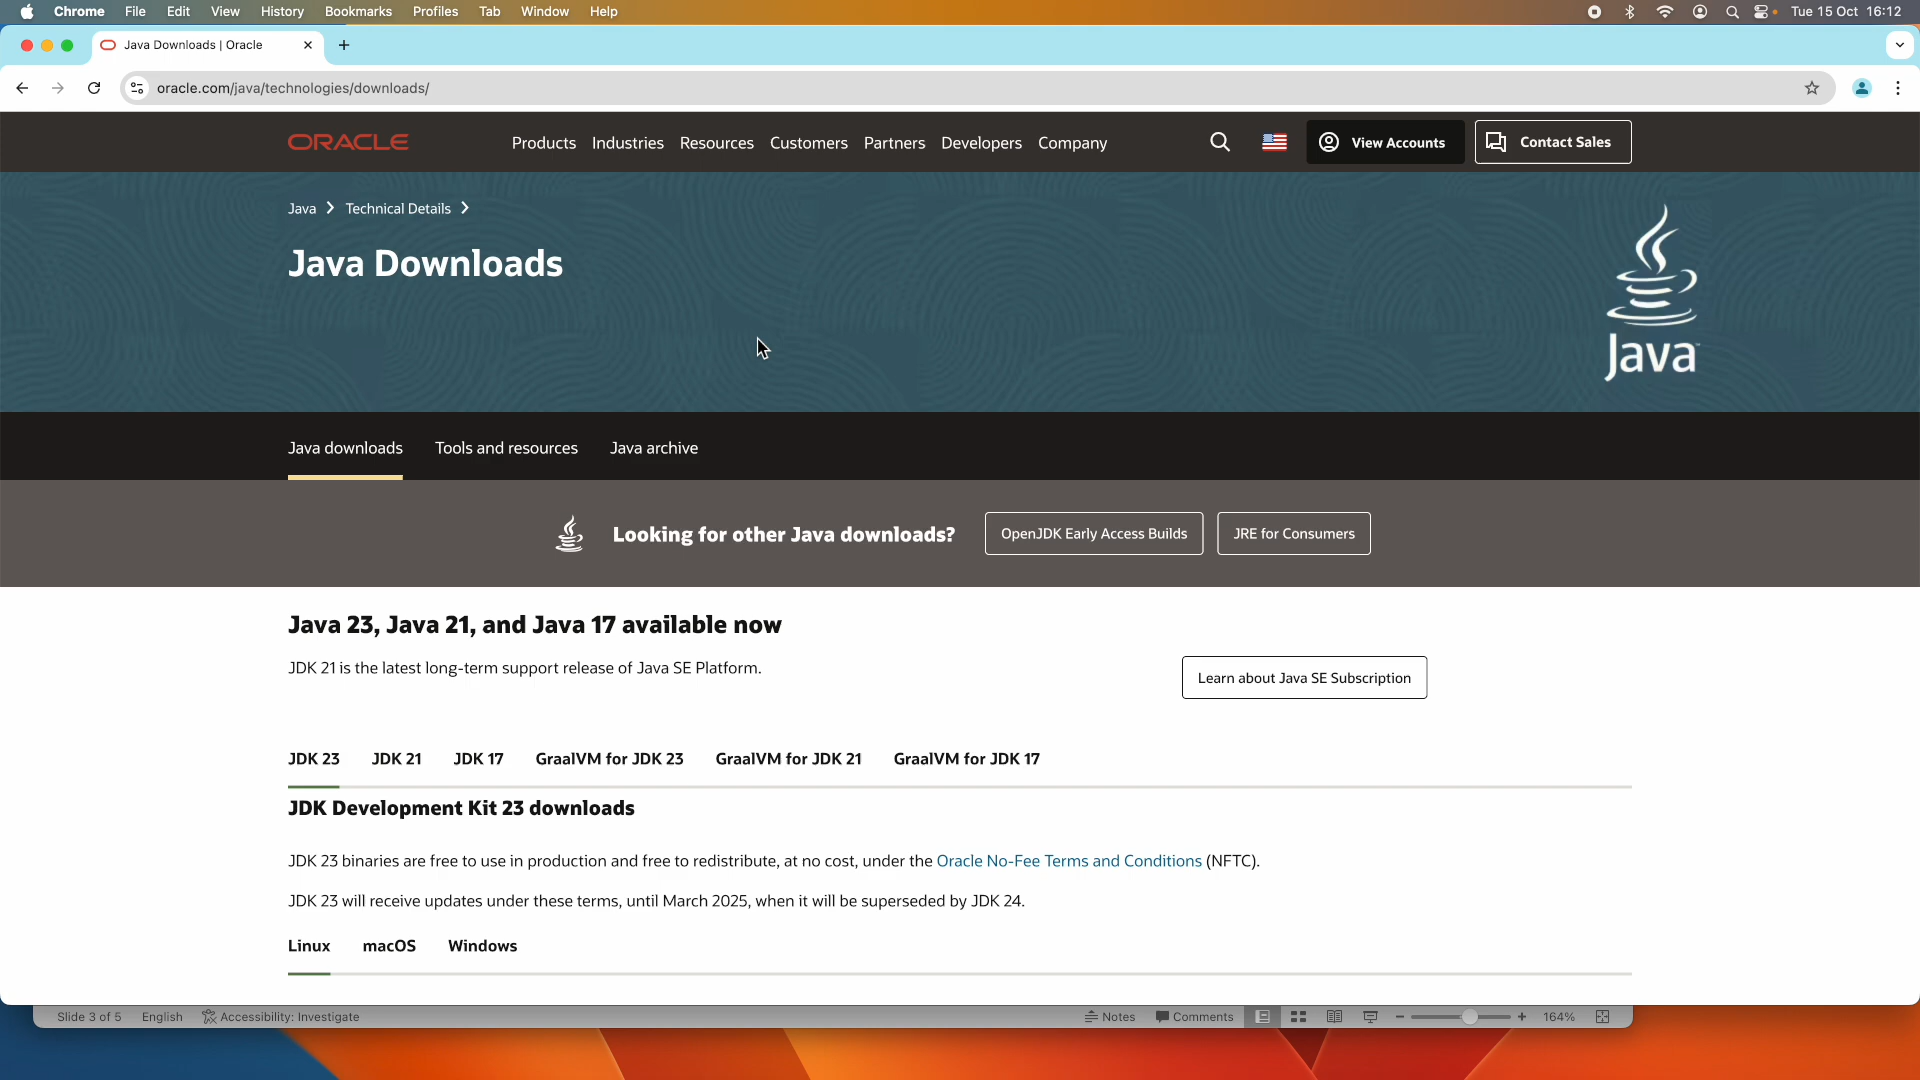 Chrome File Edit View History Bookmarks Profiles Tab Window Help Tue 15 Oct 16:12
Java Downloads | Oracle
oracle.com/java/technologies/downloads/
ORACLE Products Industries Resources Customers Partners Developers Company View Accounts Contact Sales
Java Technical Details
Java Downloads
Java
Java downloads Tools and resources Java archive
Looking for other Java downloads? OpenJDK Early Access Builds JRE for Consumers
Java 23, Java 21, and Java 17 available now
JDK 21 is the latest long-term support release of Java SE Platform.
Learn about Java SE Subscription
JDK 23 JDK 21 JDK 17 GraalVM for JDK 23 GraalVM for JDK 21 GraalVM for JDK 17
JDK Development Kit 23 downloads
JDK 23 binaries are free to use in production and free to redistribute, at no cost, under the Oracle No-Fee Terms and Conditions (NFTC).
JDK 23 will receive updates under these terms, until March 2025, when it will be superseded by JDK 24.
Linux macOS Windows
Slide 3 of 5 English Accessibility: Investigate Notes Comments 164%